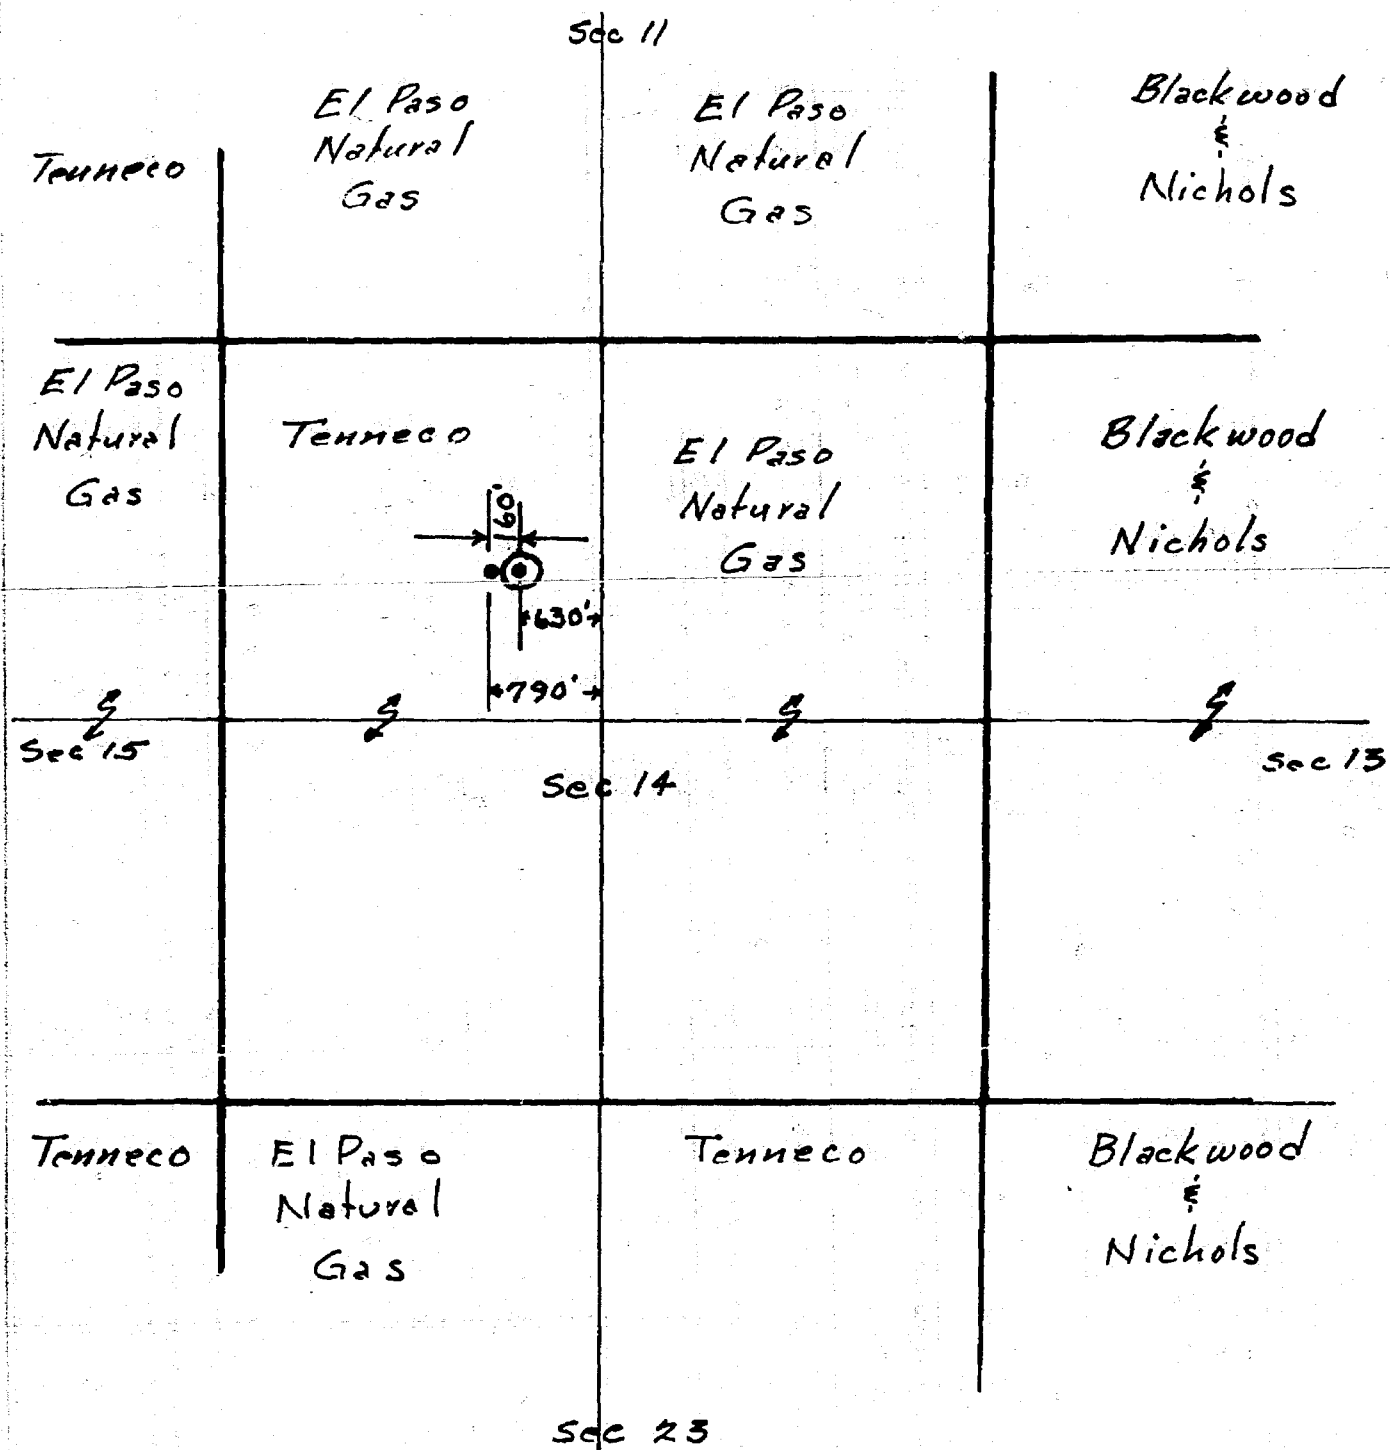 Sec 11
Tenneco
El Paso
Natural
Gas
El Paso
Natural
Gas
Blackwood
&
Nichols
El Paso
Natural
Gas
Tenneco
160'
630'
790'
El Paso
Natural
Gas
Blackwood
&
Nichols
Sec 15
Sec 14
Sec 13
Tenneco
El Paso
Natural
Gas
Tenneco
Blackwood
&
Nichols
Sec 23